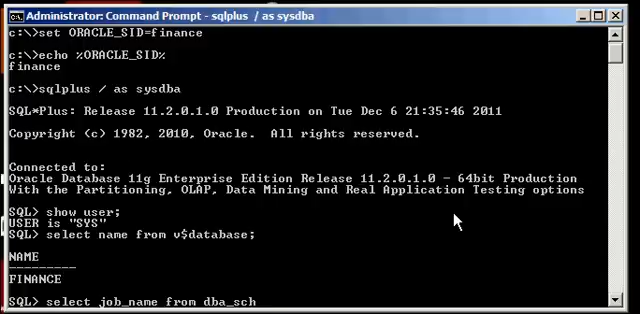 Administrator: Command Prompt - sqlplus / as sysdba
c:\>set ORACLE_SID=finance
c:\>echo %ORACLE_SID%
finance
c:\>sqlplus / as sysdba
SQL*Plus: Release 11.2.0.1.0 Production on Tue Dec 6 21:35:46 2011
Copyright (c) 1982, 2010, Oracle.  All rights reserved.
Connected to:
Oracle Database 11g Enterprise Edition Release 11.2.0.1.0 - 64bit Production
With the Partitioning, OLAP, Data Mining and Real Application Testing options
SQL> show user;
USER is "SYS"
SQL> select name from v$database;
NAME
---------
FINANCE
SQL> select job_name from dba_sch